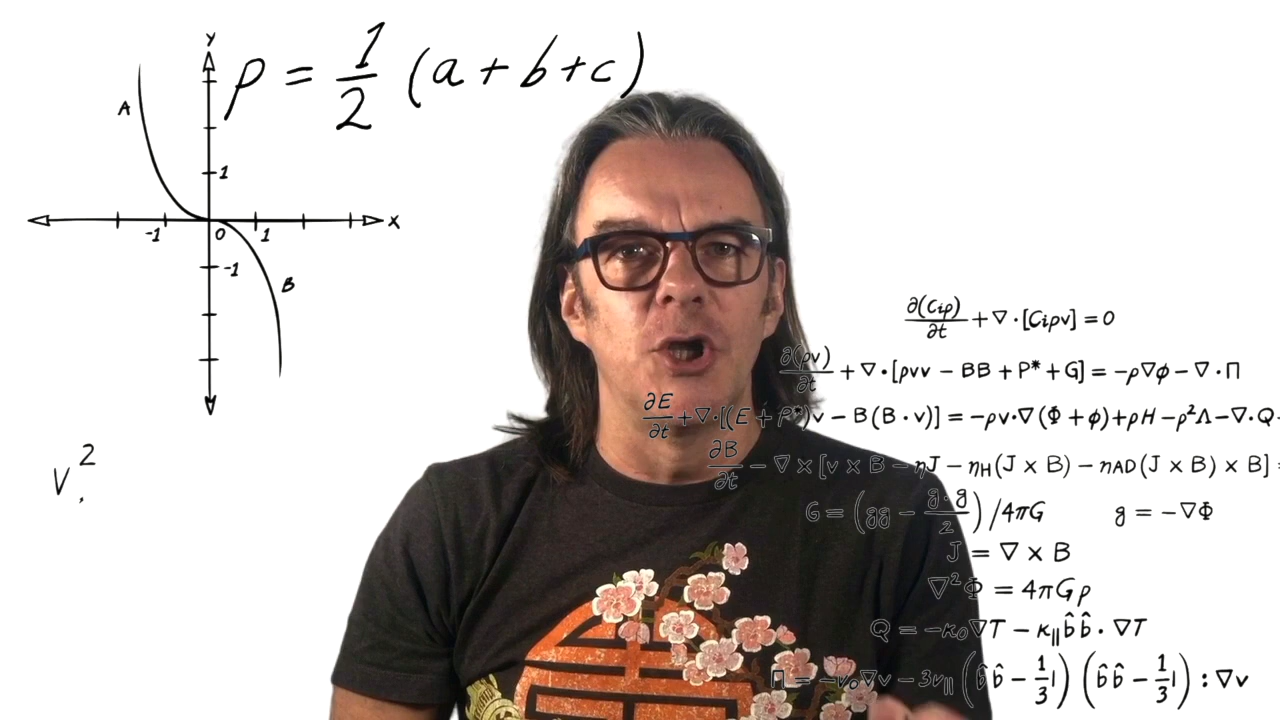 p = 1/2 (a + b + c)
Y
A
1
-1 0 1 X
-1
B
v.²
∂(Ciρ)/∂t + ∇ · [Ciρv] = 0
∂(ρv)/∂t + ∇ · [ρvv − BB + P* + G] = −ρ∇φ − ∇ · Π
∂E/∂t + ∇ · [(E + P*)v − B(B · v)] = −ρv · ∇(Φ + φ) + ρH − ρ²Λ − ∇ · Q
∂B/∂t − ∇ × [v × B − ηJ − ηH(J × B) − ηAD(J × B) × B] =
G = (gg − g·g/2) /4πG g = −∇Φ
J = ∇ × B
∇²Φ = 4πGρ
Q = −κ₀∇T − κ||b̂b̂ · ∇T
Π = −ν₀∇v − 3ν|| (b̂b̂ − 1/3 I) (b̂b̂ − 1/3 I) : ∇v